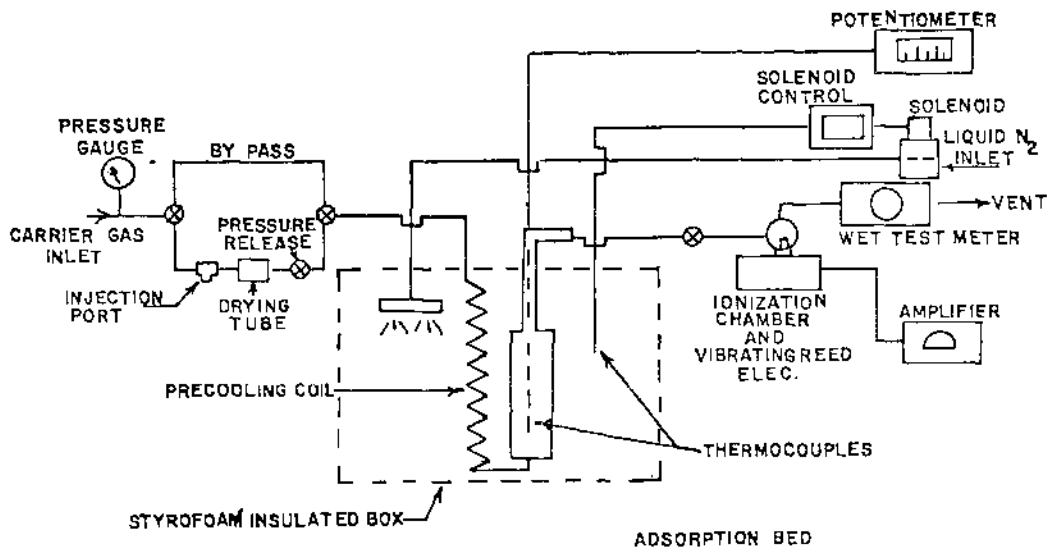 POTENTIOMETER
SOLENOID
CONTROL
SOLENOID
LIQUID N2
INLET
PRESSURE
GAUGE
BY PASS
VENT
CARRIER GAS
INLET
PRESSURE
RELEASE
WET TEST METER
INJECTION
PORT
DRYING
TUBE
IONIZATION
CHAMBER
AND
VIBRATING REED
ELEC.
AMPLIFIER
PRECOOLING COIL
THERMOCOUPLES
STYROFOAM INSULATED BOX
ADSORPTION BED